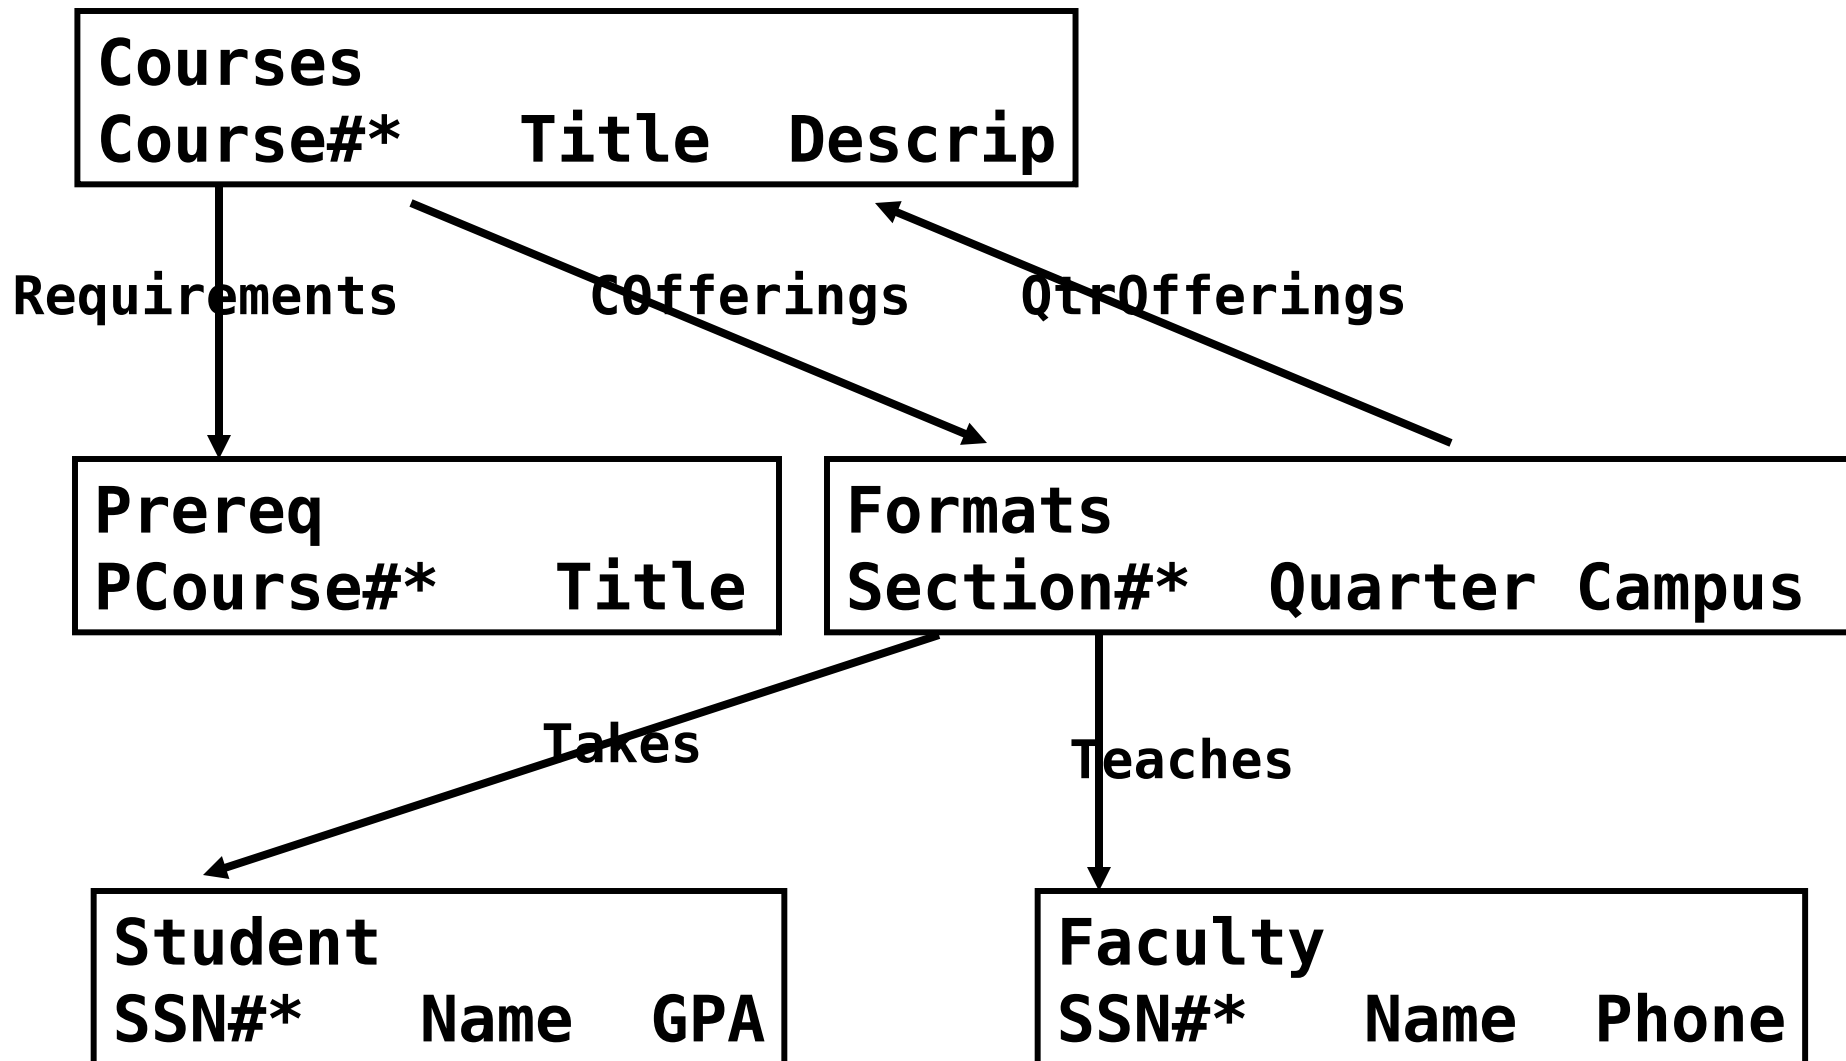 Courses
Course#* Title Descrip
Requirements COfferings QtrOfferings
Prereq
PCourse#* Title
Formats
Section#* Quarter Campus
Takes
Teaches
Student
SSN#* Name GPA
Faculty
SSN#* Name Phone